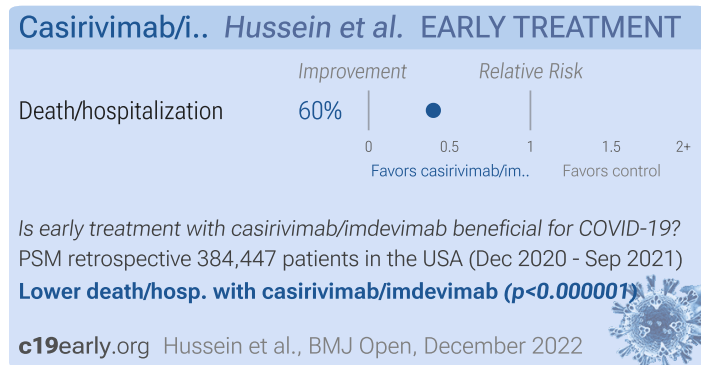 Casirivimab/i.. Hussein et al. EARLY TREATMENT
Improvement Relative Risk
Death/hospitalization 60%
0 0.5 1 1.5 2+
Favors casirivimab/im.. Favors control
Is early treatment with casirivimab/imdevimab beneficial for COVID-19?
PSM retrospective 384,447 patients in the USA (Dec 2020 - Sep 2021)
Lower death/hosp. with casirivimab/imdevimab (p<0.000001)
c19early.org Hussein et al., BMJ Open, December 2022